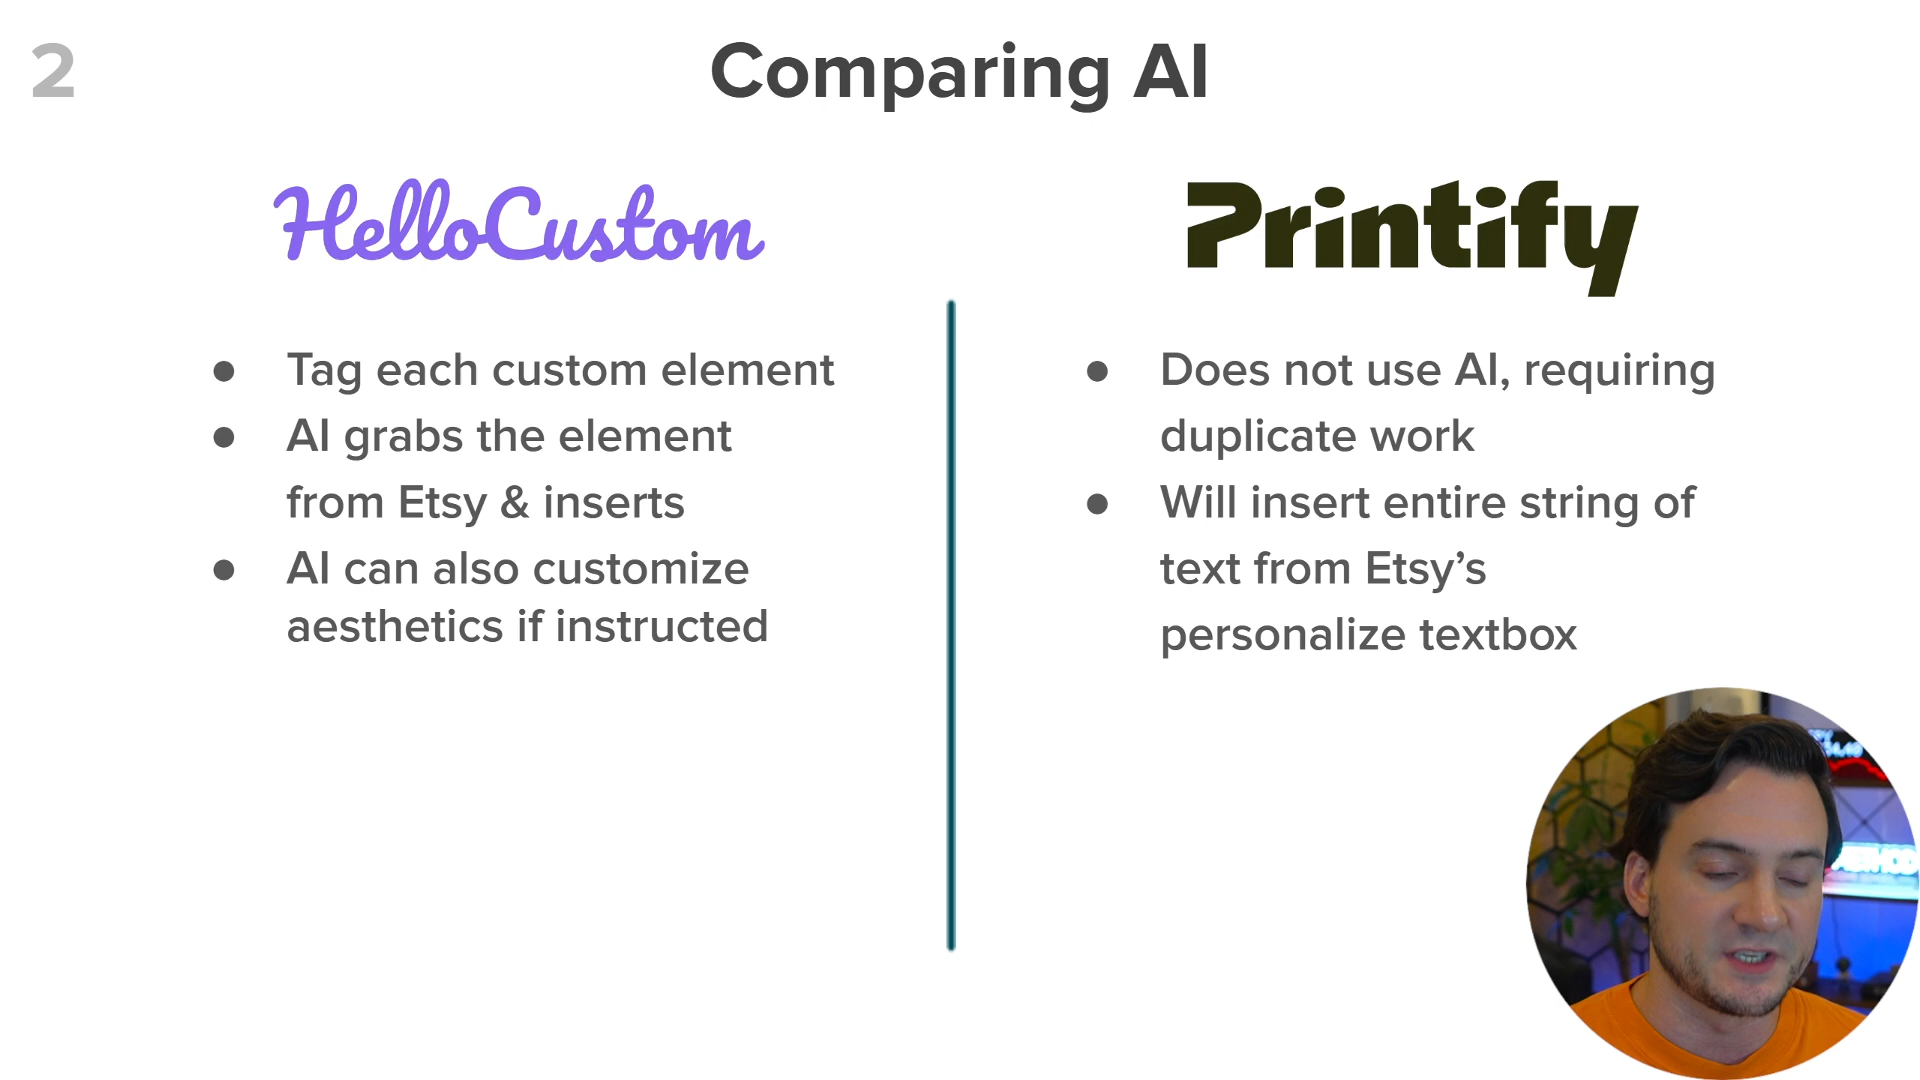 2
Comparing AI
HelloCustom
● Tag each custom element
● AI grabs the element
from Etsy & inserts
● AI can also customize
aesthetics if instructed
Printify
● Does not use AI, requiring
duplicate work
● Will insert entire string of
text from Etsy’s
personalize textbox